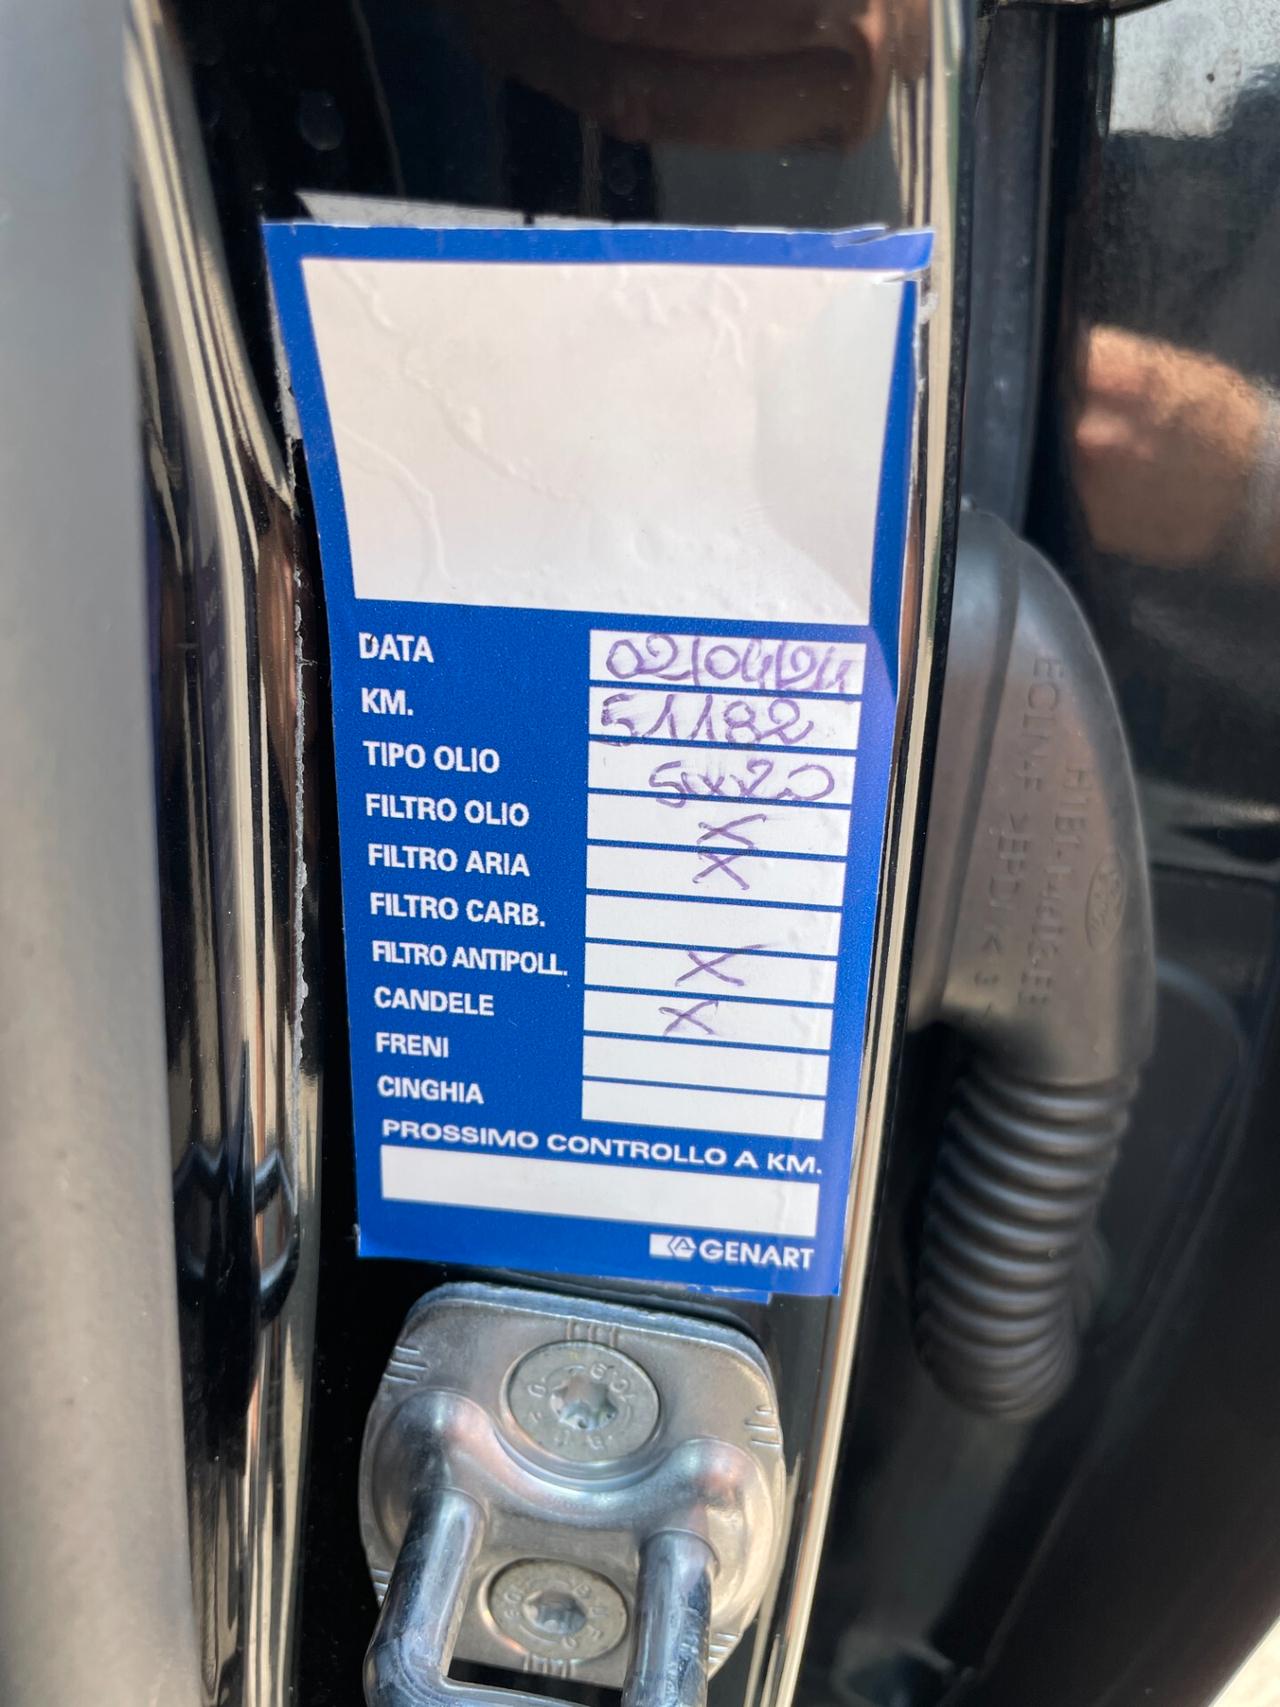 DATA 02/04/24
KM. 51182
TIPO OLIO 5wx20
FILTRO OLIO X
FILTRO ARIA X
FILTRO CARB.
FILTRO ANTIPOLL. X
CANDELE X
FRENI
CINGHIA
PROSSIMO CONTROLLO A KM.
GENART